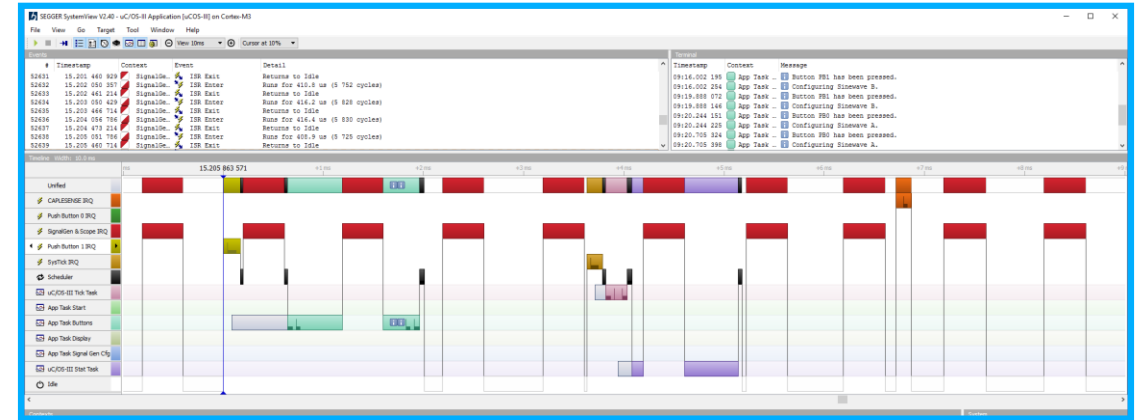 SEGGER SystemView V2.40 - uC/OS-III Application [uCOS-III] on Cortex-M3
File View Go Target Tool Window Help
View 10ms Cursor at 10%
Events
# Timestamp Context Event Detail
52631 15.201 460 929 SignalGe… ISR Exit Returns to Idle
52632 15.202 050 357 SignalGe… ISR Enter Runs for 410.8 us (5 752 cycles)
52633 15.202 461 214 SignalGe… ISR Exit Returns to Idle
52634 15.203 050 429 SignalGe… ISR Enter Runs for 416.2 us (5 828 cycles)
52635 15.203 466 714 SignalGe… ISR Exit Returns to Idle
52636 15.204 056 786 SignalGe… ISR Enter Runs for 416.4 us (5 830 cycles)
52637 15.204 473 214 SignalGe… ISR Exit Returns to Idle
52638 15.205 051 786 SignalGe… ISR Enter Runs for 408.9 us (5 725 cycles)
52639 15.205 460 714 SignalGe… ISR Exit Returns to Idle
Terminal
Timestamp Context Message
09:16.002 195 App Task … Button PB1 has been pressed.
09:16.002 254 App Task … Configuring Sinewave B.
09:19.888 072 App Task … Button PB1 has been pressed.
09:19.888 146 App Task … Configuring Sinewave B.
09:20.244 151 App Task … Button PB0 has been pressed.
09:20.244 225 App Task … Configuring Sinewave A.
09:20.705 324 App Task … Button PB0 has been pressed.
09:20.705 398 App Task … Configuring Sinewave A.
Timeline Width: 10.0 ms
ms 15.205 863 571 +1 ms +2 ms +3 ms +4 ms +5 ms +6 ms +7 ms +8 ms
Unified
CAPLESENSE IRQ
Push Button 0 IRQ
SignalGen & Scope IRQ
Push Button 1 IRQ
SysTick IRQ
Scheduler
uC/OS-III Tick Task
App Task Start
App Task Buttons
App Task Display
App Task Signal Gen Cfg
uC/OS-III Stat Task
Idle
Contexts System